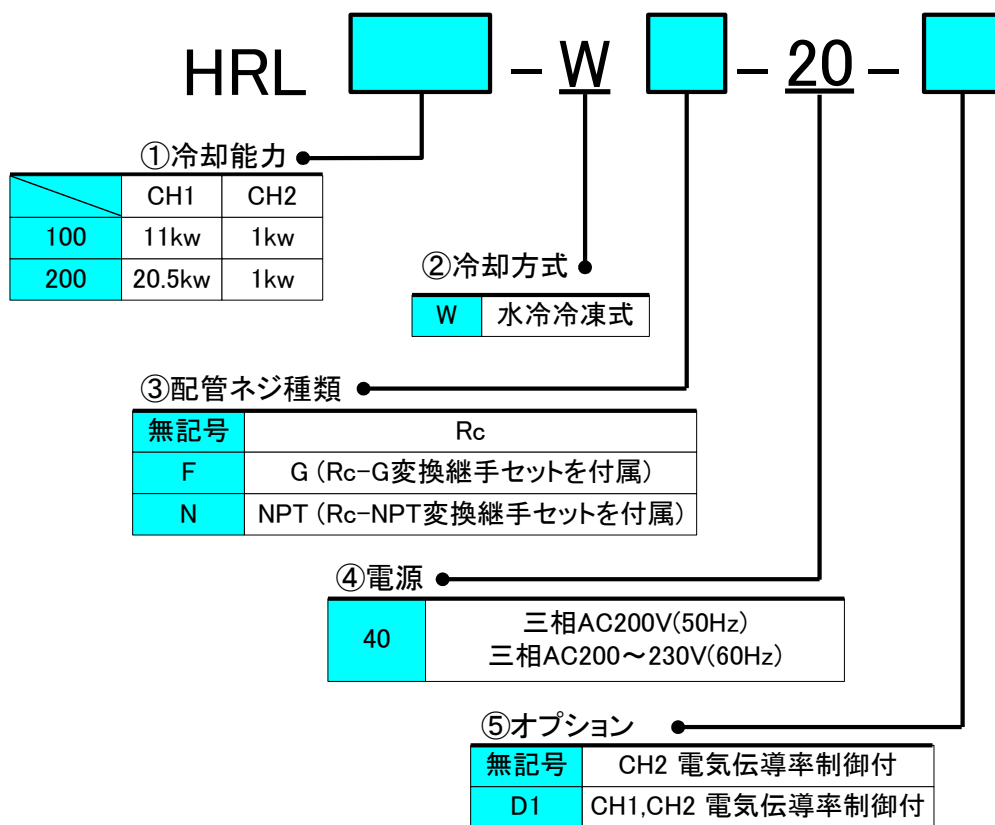 HRL – W – 20 –
①冷却能力
CH1 CH2
100 11kw 1kw
200 20.5kw 1kw
②冷却方式
W 水冷冷凍式
③配管ネジ種類
無記号 Rc
F G (Rc-G変換継手セットを付属)
N NPT (Rc-NPT変換継手セットを付属)
④電源
40 三相AC200V(50Hz)
三相AC200~230V(60Hz)
⑤オプション
無記号 CH2 電気伝導率制御付
D1 CH1,CH2 電気伝導率制御付